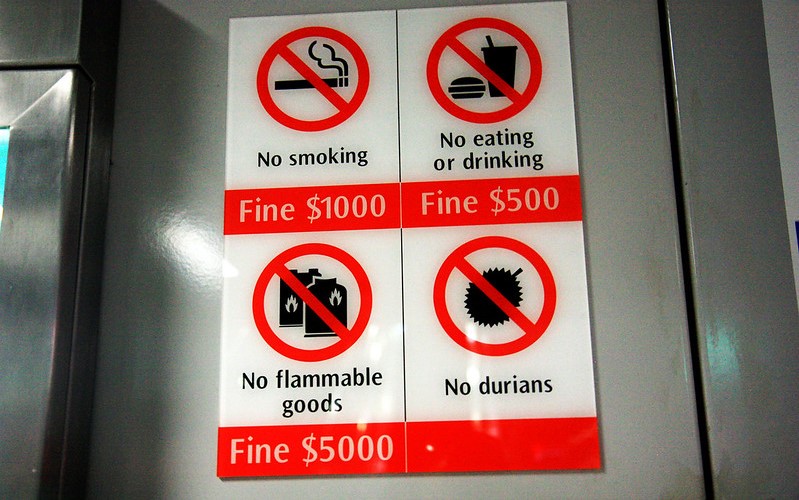 No smoking
Fine $1000
No eating
or drinking
Fine $500
No flammable
goods
Fine $5000
No durians